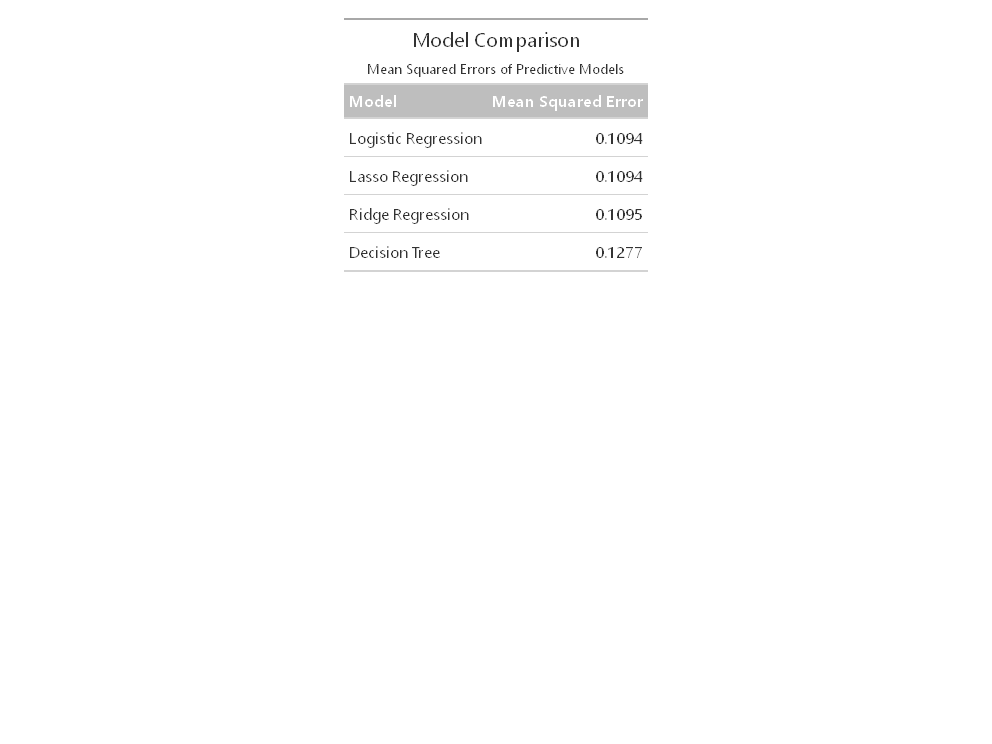 Model Comparison
Mean Squared Errors of Predictive Models
Model Mean Squared Error
Logistic Regression 0.1094
Lasso Regression 0.1094
Ridge Regression 0.1095
Decision Tree 0.1277